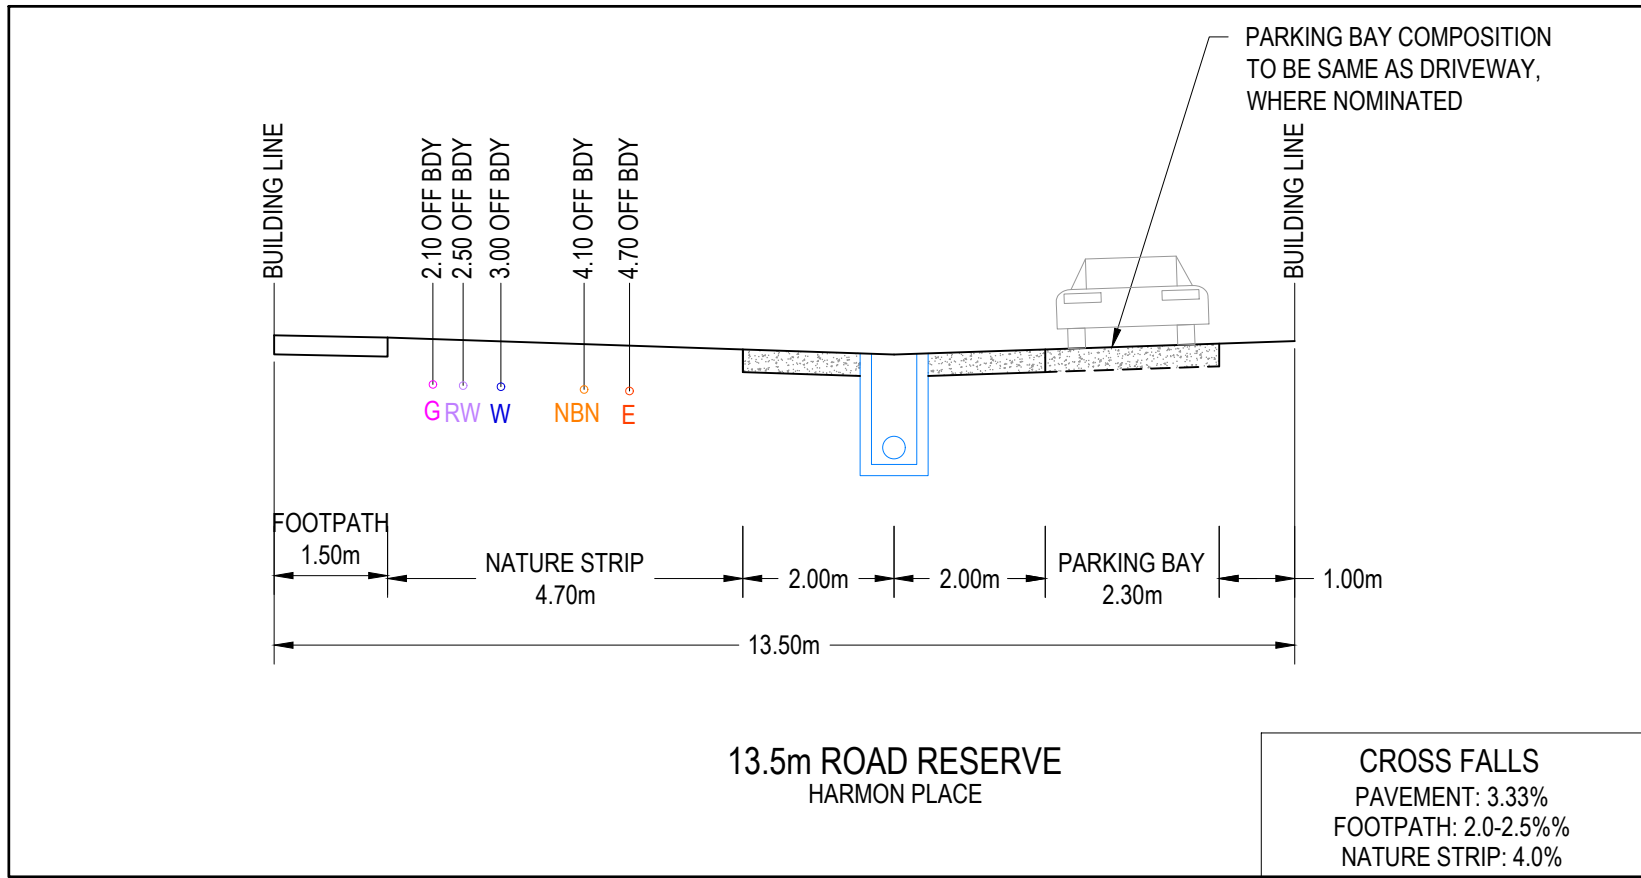 PARKING BAY COMPOSITION
TO BE SAME AS DRIVEWAY,
WHERE NOMINATED
BUILDING LINE
2.10 OFF BDY
2.50 OFF BDY
3.00 OFF BDY
4.10 OFF BDY
4.70 OFF BDY
BUILDING LINE
G
RW
W
NBN
E
FOOTPATH
1.50m
NATURE STRIP
4.70m
2.00m
2.00m
PARKING BAY
2.30m
1.00m
13.50m
13.5m ROAD RESERVE
HARMON PLACE
CROSS FALLS
PAVEMENT: 3.33%
FOOTPATH: 2.0-2.5%%
NATURE STRIP: 4.0%